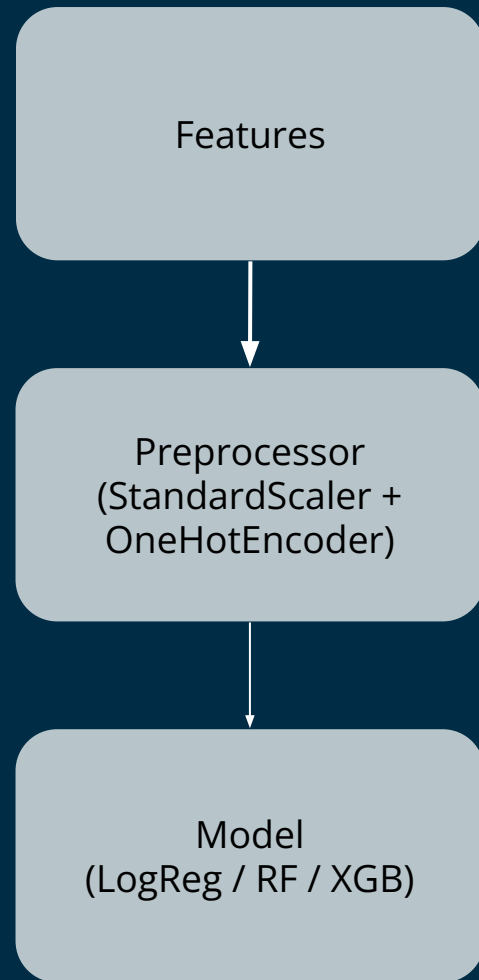 Features
Preprocessor
(StandardScaler +
OneHotEncoder)
Model
(LogReg / RF / XGB)